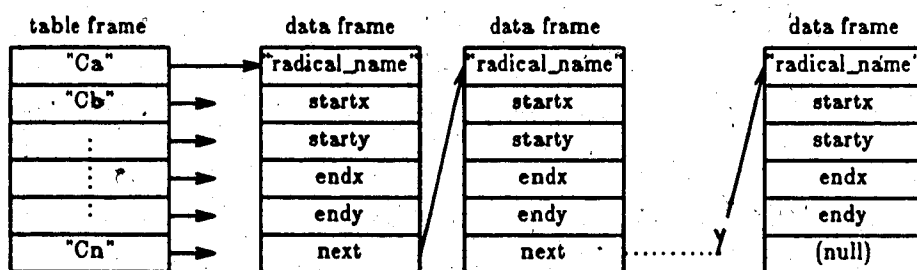 table frame data frame data frame data frame
"Ca" "radical_name" "radical_name" "radical_name"
"Cb" startx startx startx
⋮ starty starty starty
⋮ endx endx endx
⋮ endy endy endy
"Cn" next next (null)